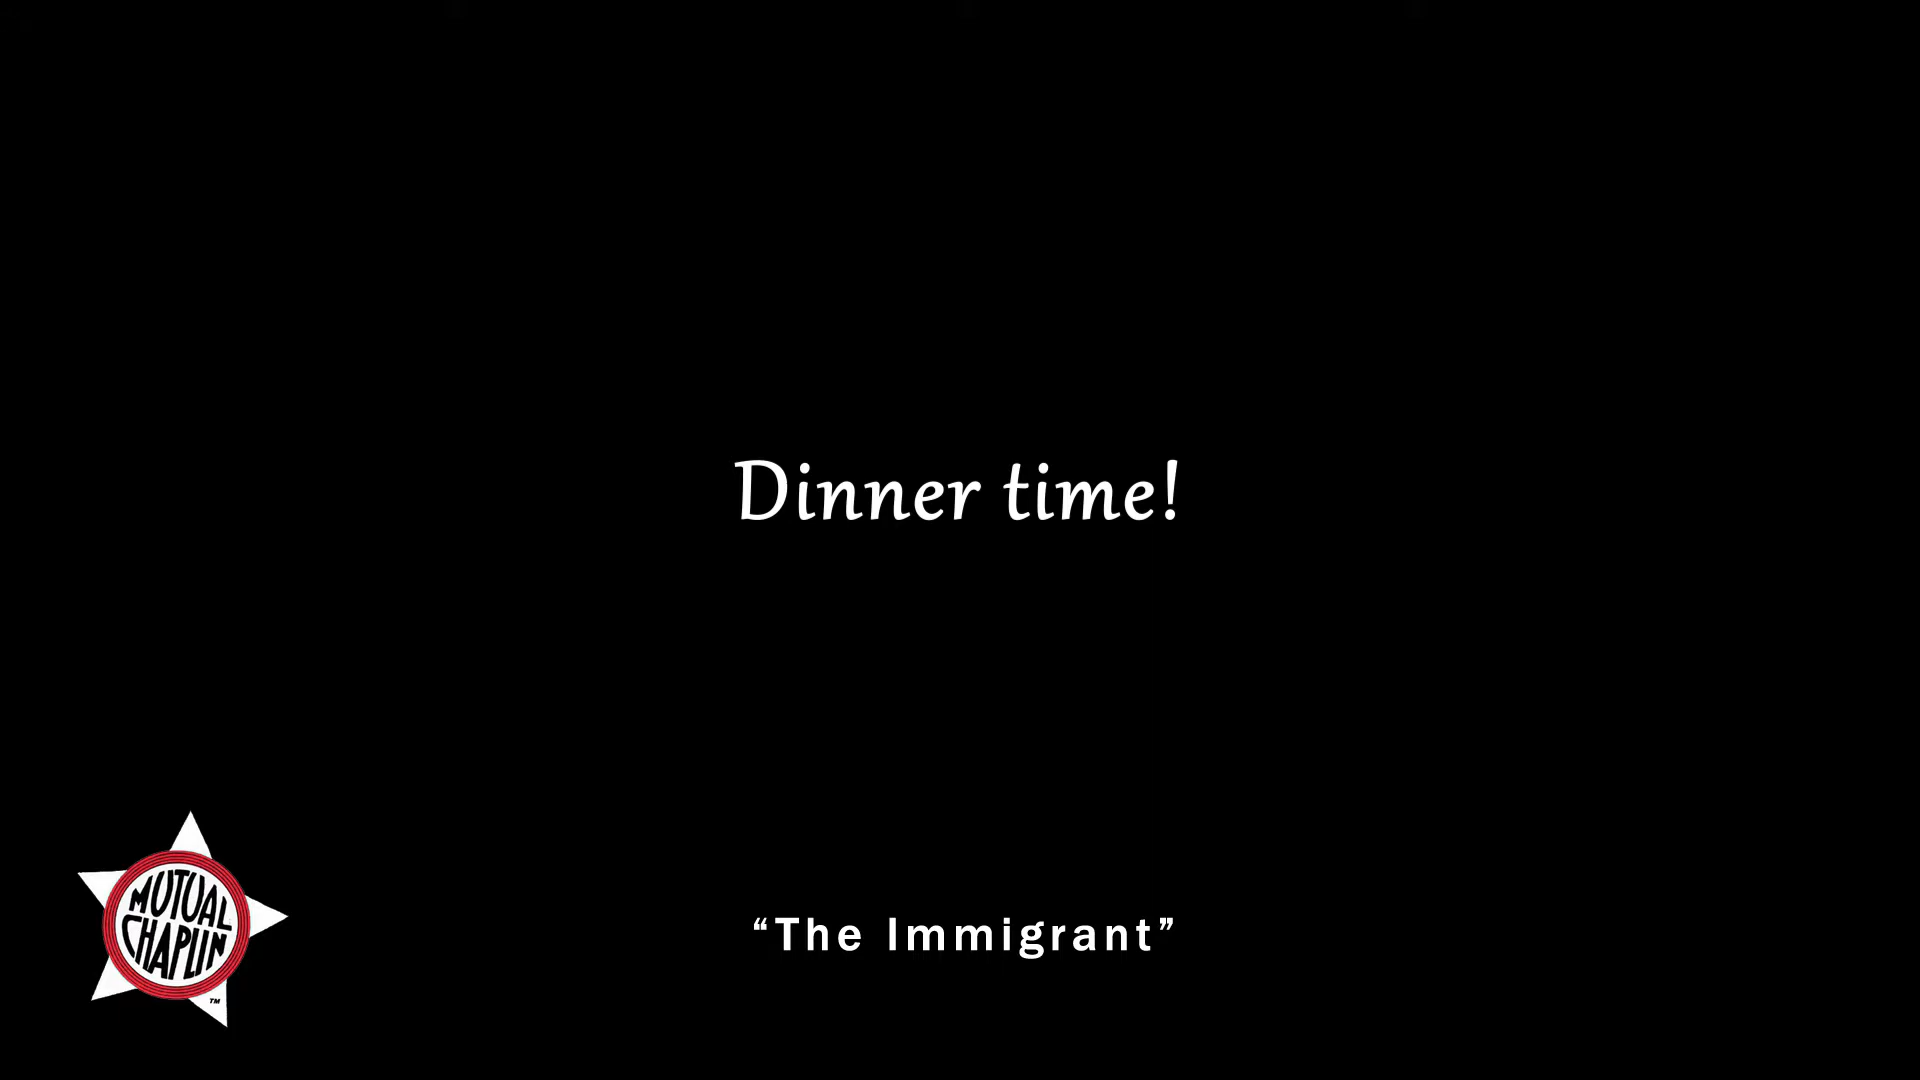 Dinner time!
MUTUAL
CHAPLIN
TM
“The Immigrant”